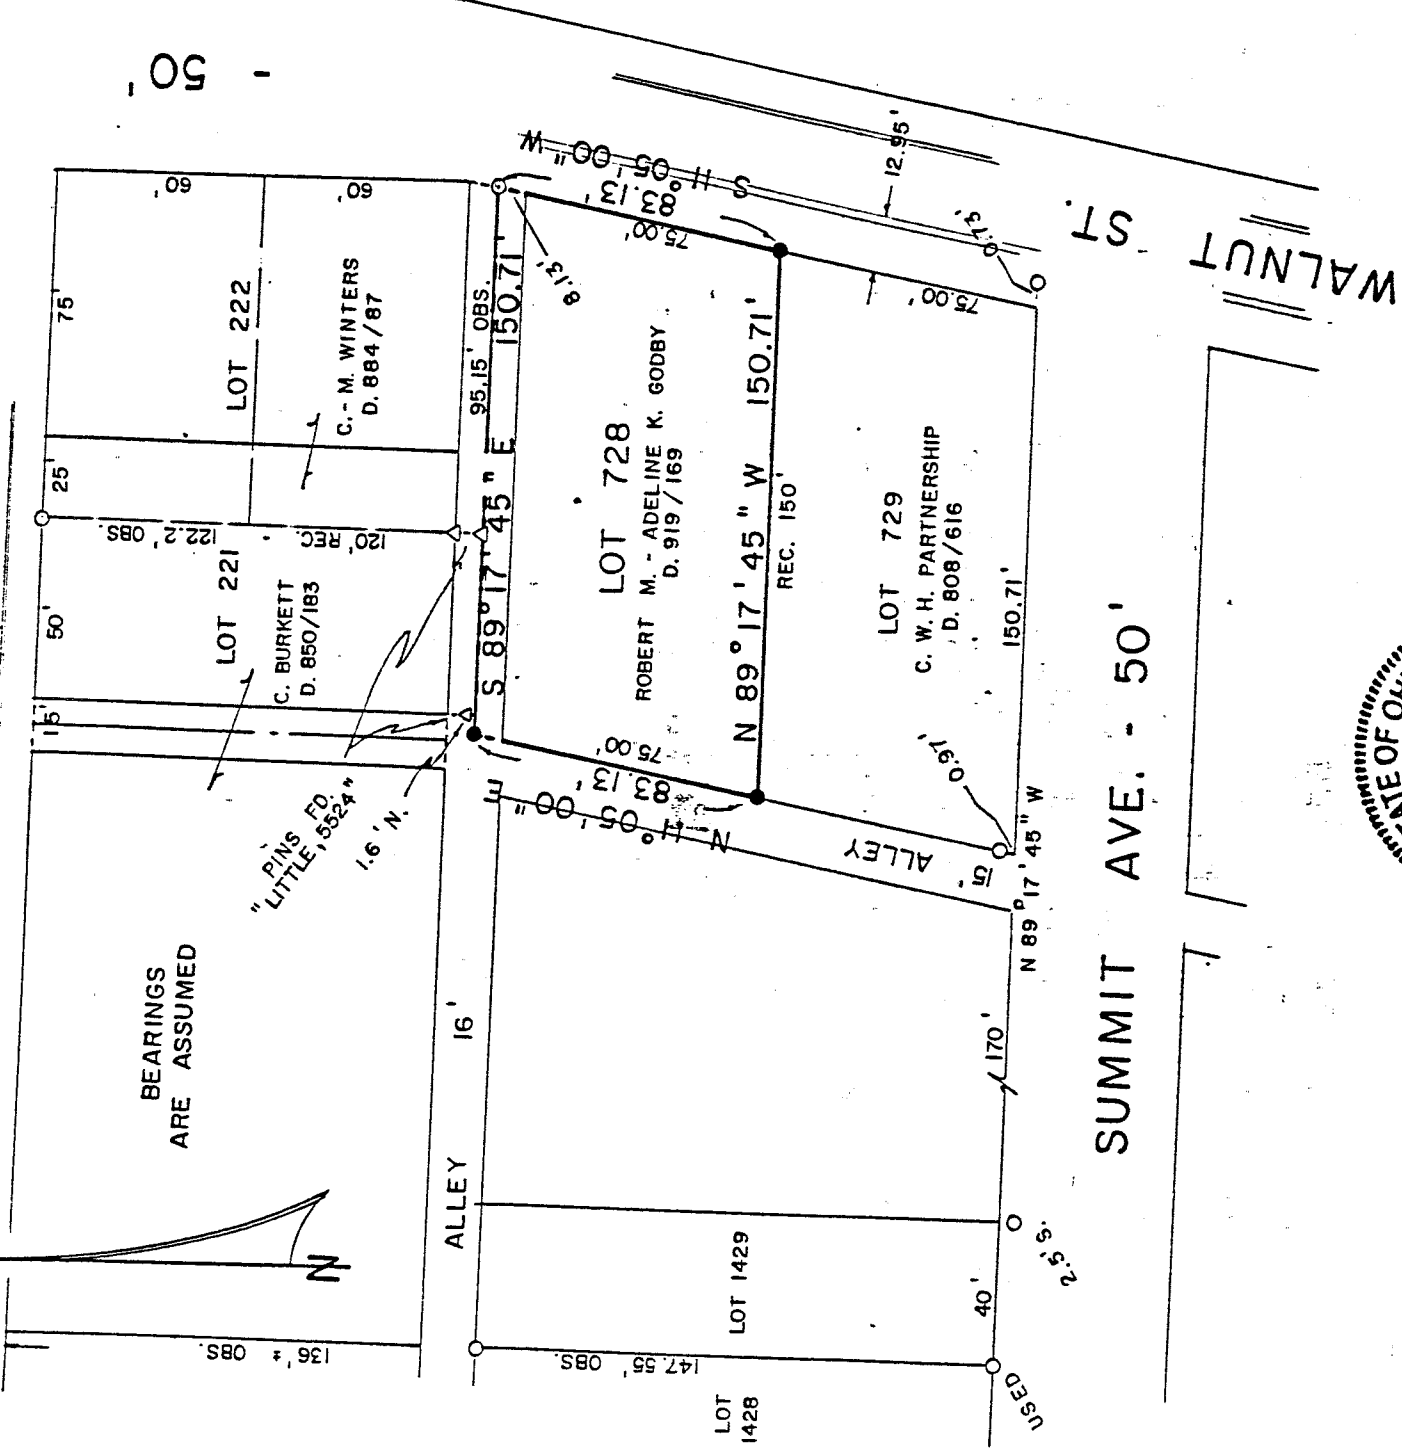 - 50'
WALNUT ST.
60'
60'
75'
LOT 222
C. - M. WINTERS
D. 884/87
25'
122.2' OBS. - 120' REC.
50'
LOT 221
C. BURKETT
D. 850/183
15'
95.15' OBS.
S 89° 17' 45" E 150.71'
8.13'
S 11° 05' 00" W
83.13'
75.00'
12.95'
0.73'
75.00'
LOT 728
ROBERT M. - ADELINE K. GODBY
D. 919/169
N 89° 17' 45" W 150.71'
REC. 150'
LOT 729
C. W. H. PARTNERSHIP
D. 808/616
150.71'
N 89° 17' 45" W
75.00'
83.13'
N 11° 05' 00" E
ALLEY
15'
0.97'
PINS FD.
"LITTLE, 5524"
1.6' N.
BEARINGS
ARE ASSUMED
N
ALLEY 16'
170'
SUMMIT AVE. - 50'
LOT 1429
40'
2.5' S.
136'± OBS.
147.55' OBS.
LOT
1428
USED